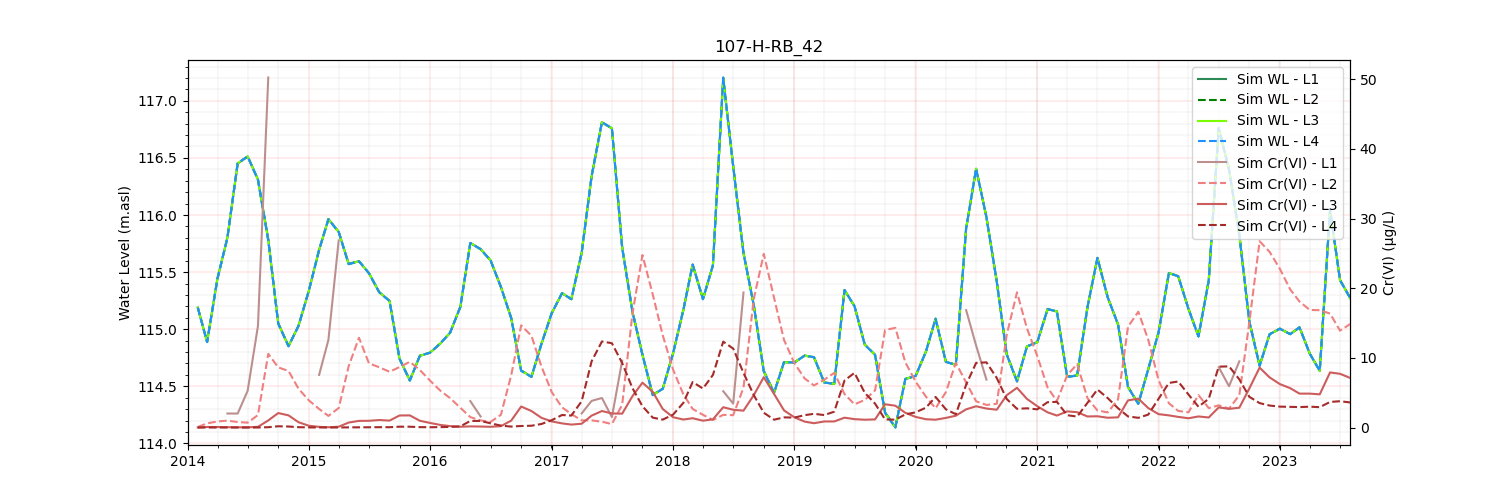 107-H-RB_42
Water Level (m.asl)
117.0
116.5
116.0
115.5
115.0
114.5
114.0
2014 2015 2016 2017 2018 2019 2020 2021 2022 2023
50
40
30
20
10
0
Cr(VI) (μg/L)
Sim WL - L1
Sim WL - L2
Sim WL - L3
Sim WL - L4
Sim Cr(VI) - L1
Sim Cr(VI) - L2
Sim Cr(VI) - L3
Sim Cr(VI) - L4